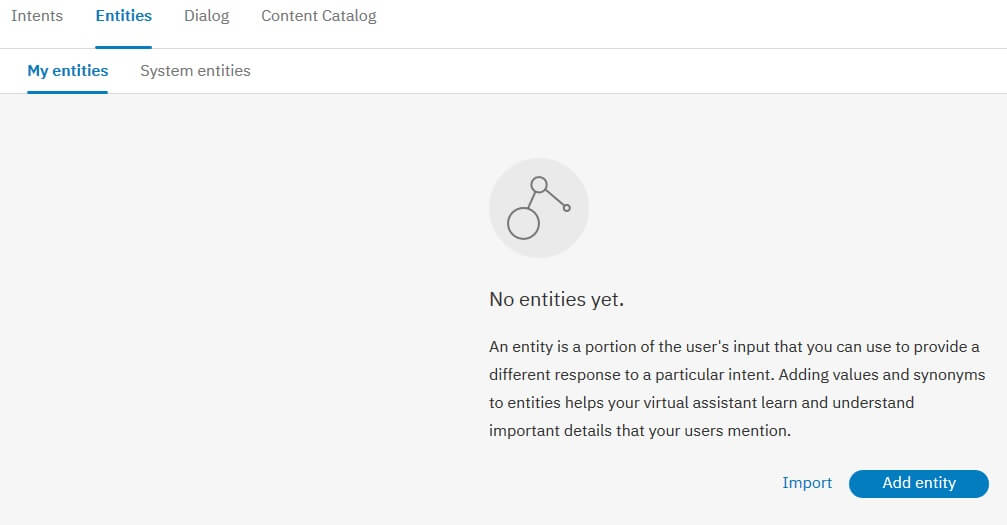 Intents Entities Dialog Content Catalog
My entities System entities
No entities yet.
An entity is a portion of the user's input that you can use to provide a
different response to a particular intent. Adding values and synonyms
to entities helps your virtual assistant learn and understand
important details that your users mention.
Import Add entity